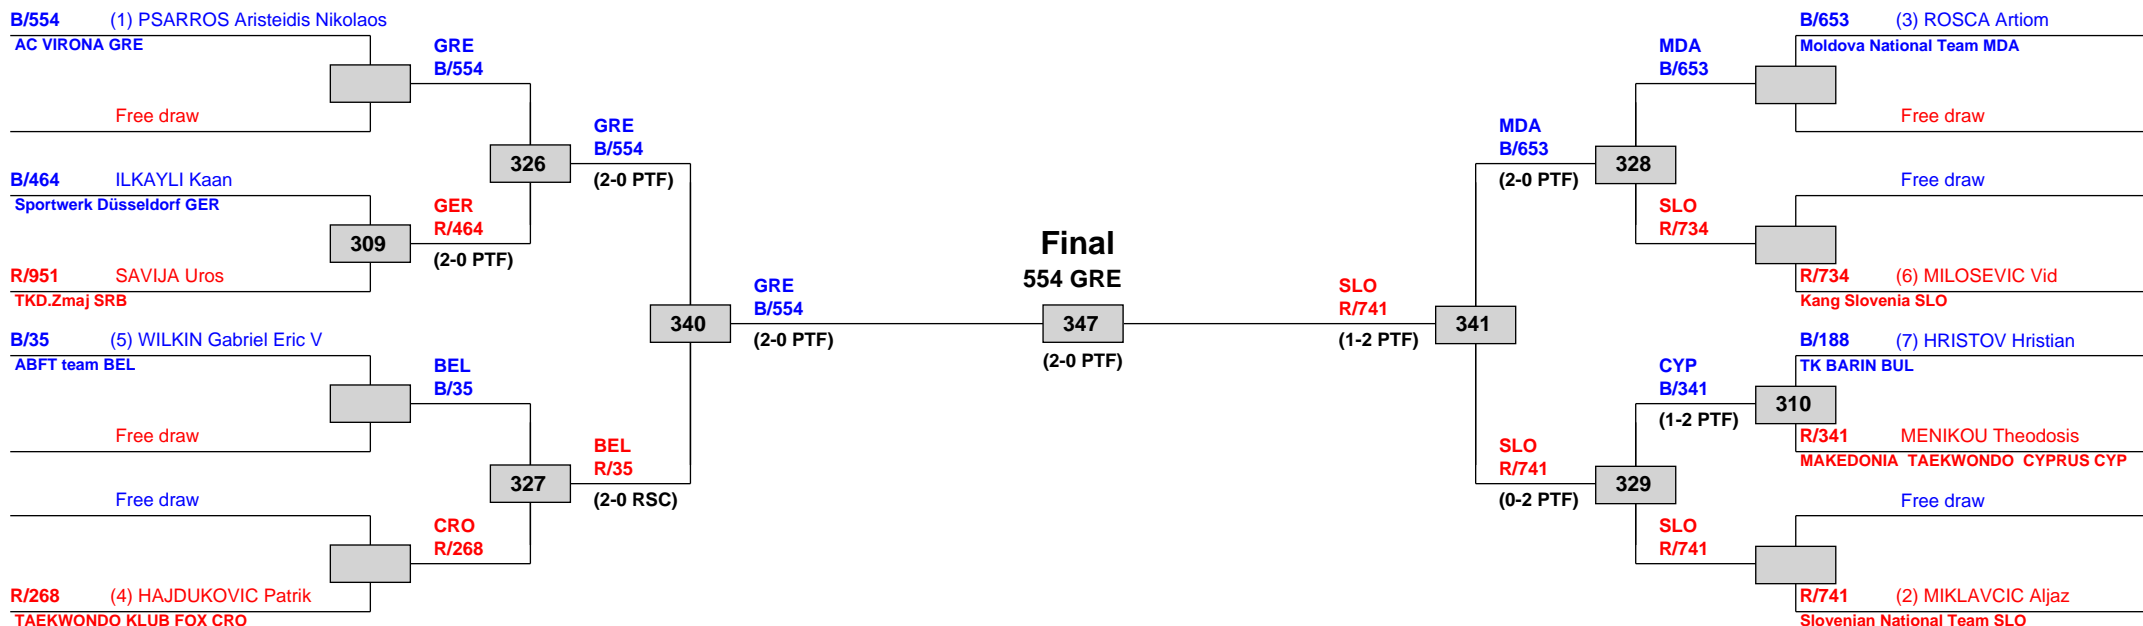 B/554 (1) PSARROS Aristeidis Nikolaos
AC VIRONA GRE
Free draw
B/464 ILKAYLI Kaan
Sportwerk Düsseldorf GER
R/951 SAVIJA Uros
TKD.Zmaj SRB
B/35 (5) WILKIN Gabriel Eric V
ABFT team BEL
Free draw
Free draw
R/268 (4) HAJDUKOVIC Patrik
TAEKWONDO KLUB FOX CRO
GRE
B/554
309
GER
R/464
(2-0 PTF)
BEL
B/35
CRO
R/268
326
GRE
B/554
(2-0 PTF)
327
BEL
R/35
(2-0 RSC)
340
GRE
B/554
(2-0 PTF)
Final
554 GRE
347
(2-0 PTF)
SLO
R/741
(1-2 PTF)
341
MDA
B/653
(2-0 PTF)
328
SLO
R/741
(0-2 PTF)
329
MDA
B/653
SLO
R/734
CYP
B/341
(1-2 PTF)
310
SLO
R/741
B/653 (3) ROSCA Artiom
Moldova National Team MDA
Free draw
Free draw
R/734 (6) MILOSEVIC Vid
Kang Slovenia SLO
B/188 (7) HRISTOV Hristian
TK BARIN BUL
R/341 MENIKOU Theodosis
MAKEDONIA TAEKWONDO CYPRUS CYP
Free draw
R/741 (2) MIKLAVCIC Aljaz
Slovenian National Team SLO